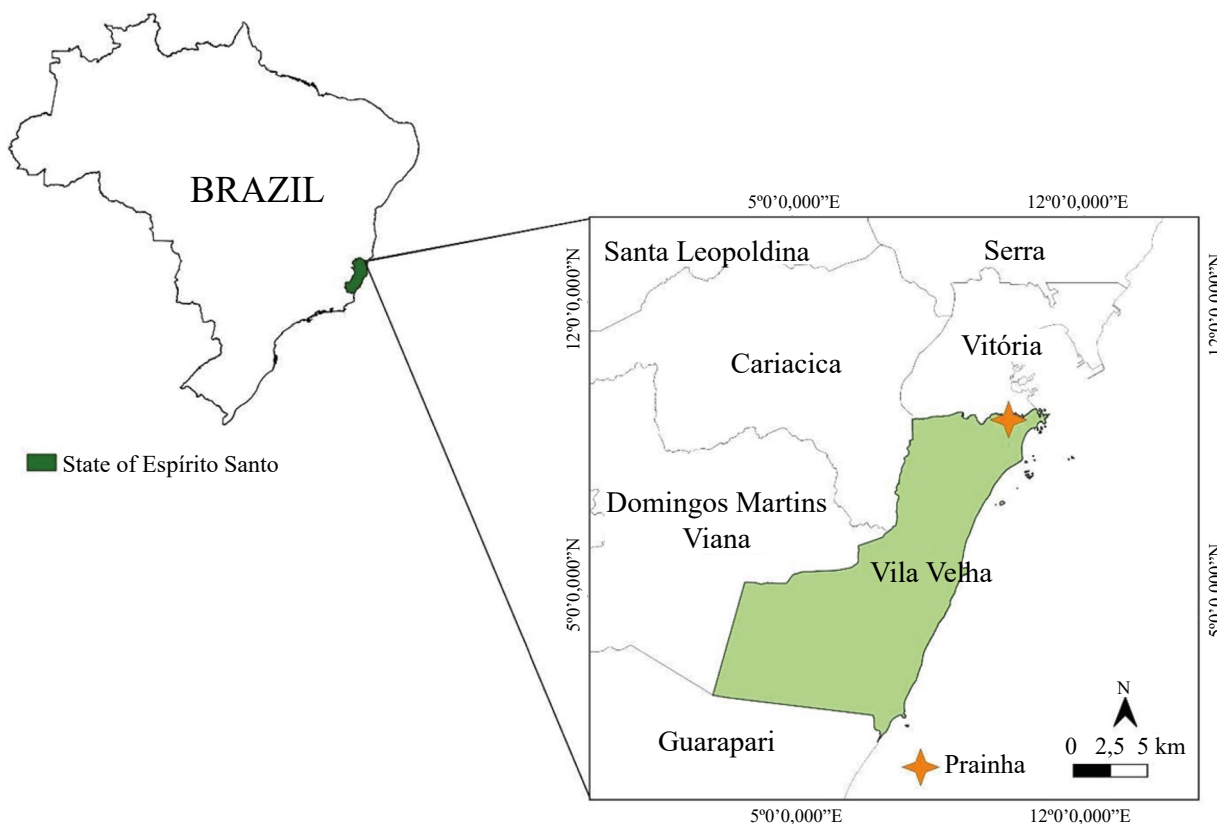 BRAZIL
State of Espírito Santo
5º0’0,000”E
12º0’0,000”E
12º0’0,000”N
12º0’0,000”N
Santa Leopoldina
Serra
Vitória
Cariacica
Domingos Martins
Viana
Vila Velha
5º0’0,000”N
5º0’0,000”N
Guarapari
N
0 2,5 5 km
Prainha
5º0’0,000”E
12º0’0,000”E